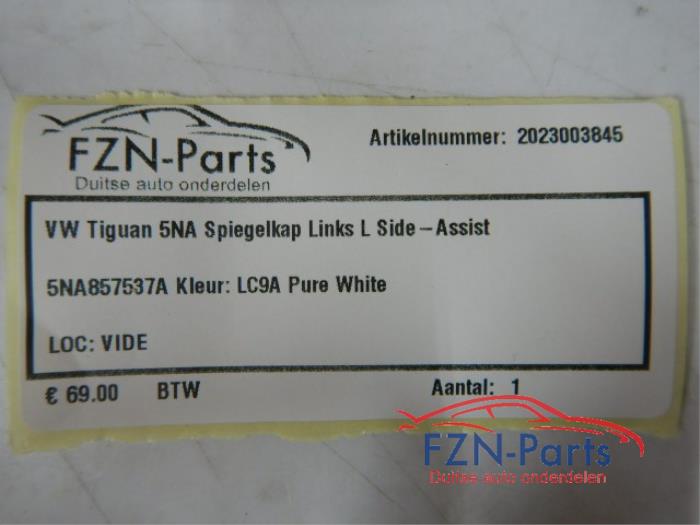 FZN-Parts
Duitse auto onderdelen
Artikelnummer: 2023003845
VW Tiguan 5NA Spiegelkap Links L Side-Assist
5NA857537A Kleur: LC9A Pure White
LOC: VIDE
€ 69.00 BTW Aantal: 1
FZN-Parts
Duitse auto onderdelen